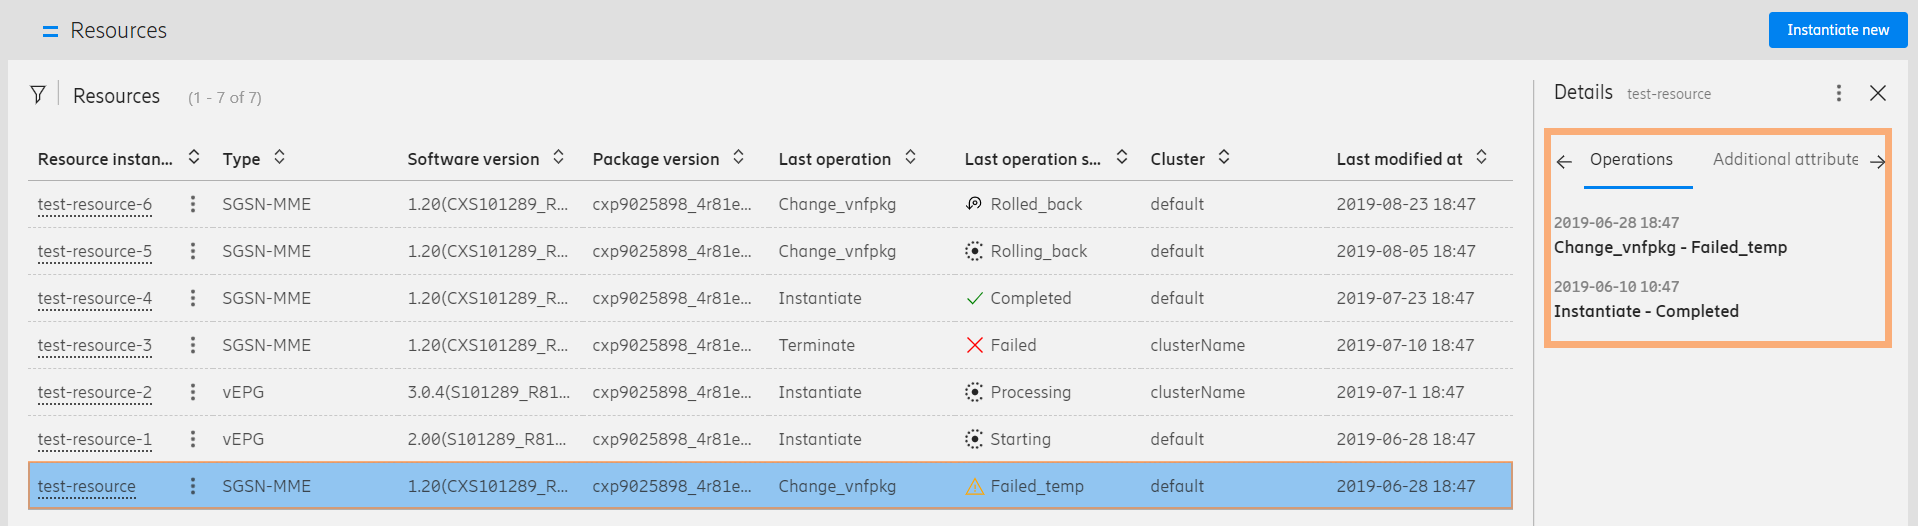 Resources
Instantiate new
Resources (1 - 7 of 7)
Details test-resource
Resource instan... Type Software version Package version Last operation Last operation s... Cluster Last modified at
test-resource-6 SGSN-MME 1.20(CXS101289_R... cxp9025898_4r81e... Change_vnfpkg Rolled_back default 2019-08-23 18:47
test-resource-5 SGSN-MME 1.20(CXS101289_R... cxp9025898_4r81e... Change_vnfpkg Rolling_back default 2019-08-05 18:47
test-resource-4 SGSN-MME 1.20(CXS101289_R... cxp9025898_4r81e... Instantiate Completed default 2019-07-23 18:47
test-resource-3 SGSN-MME 1.20(CXS101289_R... cxp9025898_4r81e... Terminate Failed clusterName 2019-07-10 18:47
test-resource-2 vEPG 3.0.4(S101289_R81... cxp9025898_4r81e... Instantiate Processing clusterName 2019-07-1 18:47
test-resource-1 vEPG 2.00(S101289_R81... cxp9025898_4r81e... Instantiate Starting default 2019-06-28 18:47
test-resource SGSN-MME 1.20(CXS101289_R... cxp9025898_4r81e... Change_vnfpkg Failed_temp default 2019-06-28 18:47
Operations Additional attribute
2019-06-28 18:47
Change_vnfpkg - Failed_temp
2019-06-10 10:47
Instantiate - Completed